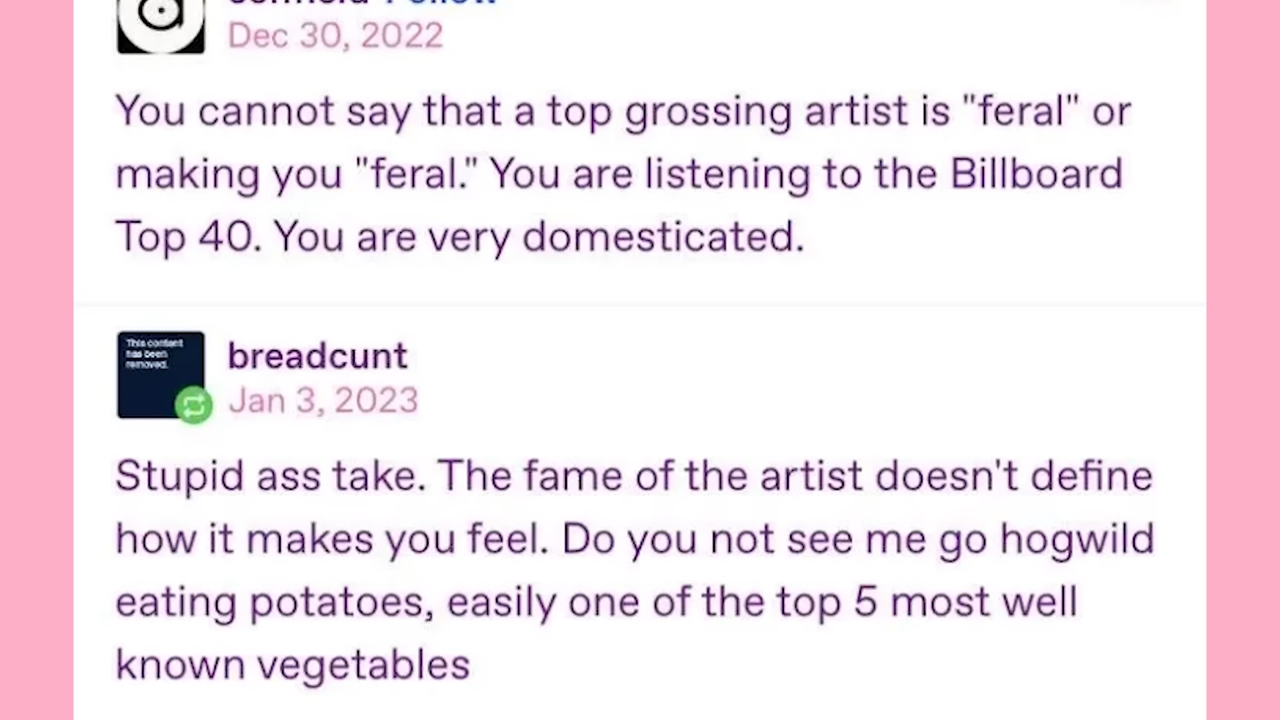 Dec 30, 2022
You cannot say that a top grossing artist is "feral" or
making you "feral." You are listening to the Billboard
Top 40. You are very domesticated.
This content
has been
removed.
breadcunt
Jan 3, 2023
Stupid ass take. The fame of the artist doesn't define
how it makes you feel. Do you not see me go hogwild
eating potatoes, easily one of the top 5 most well
known vegetables